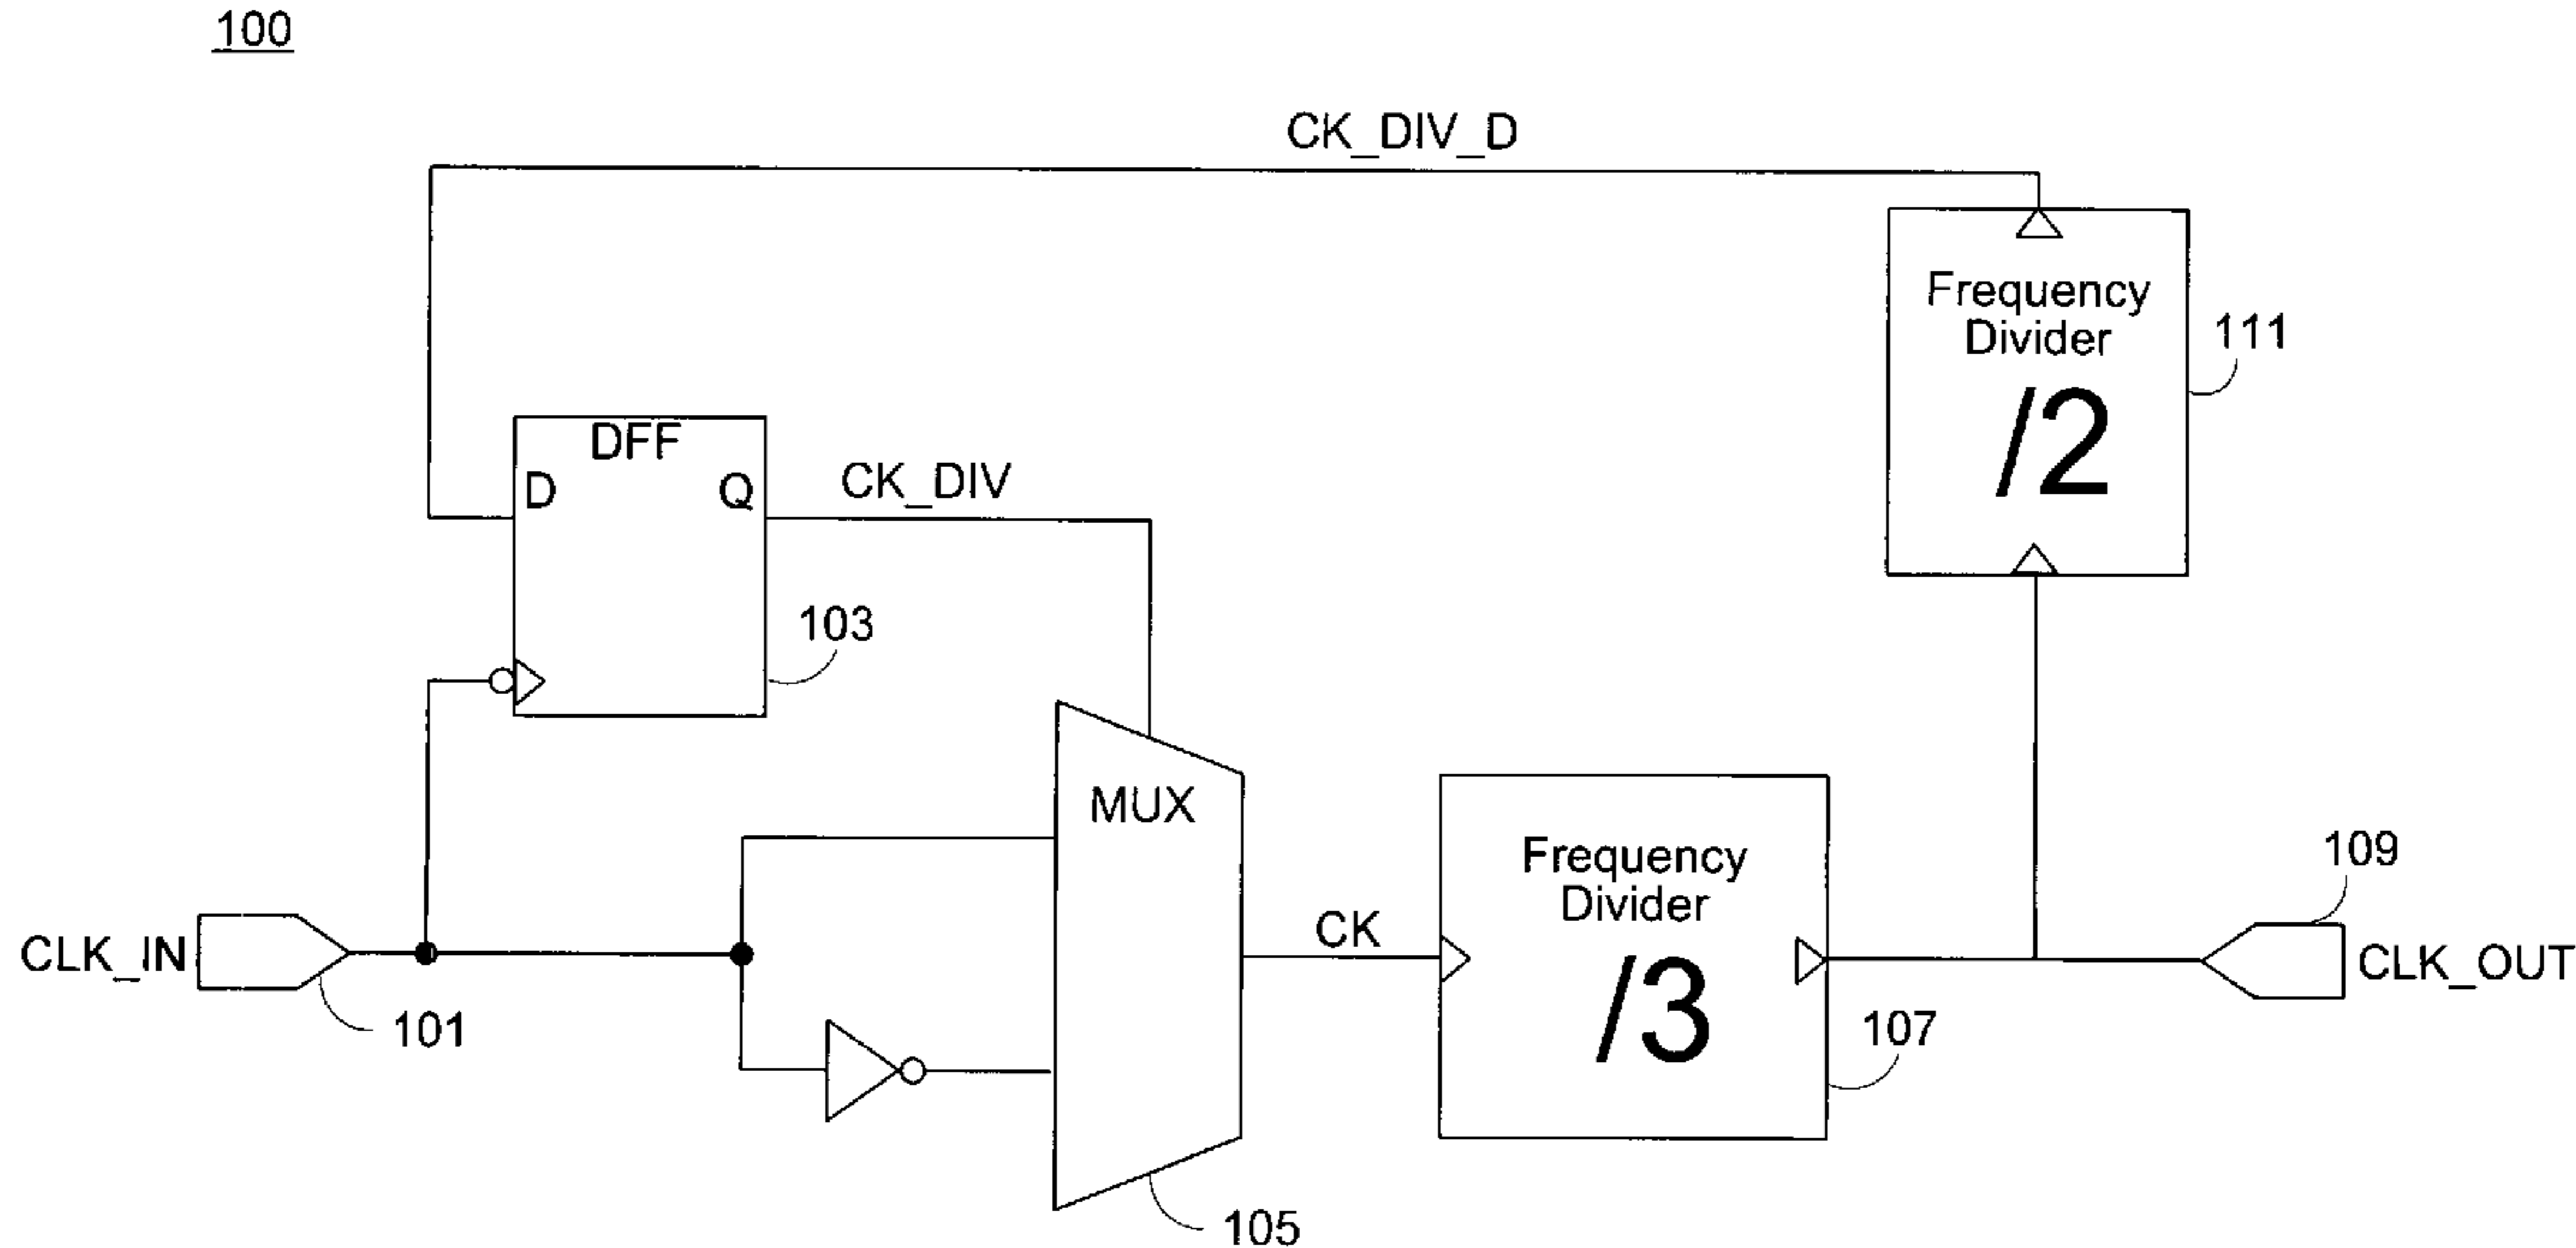 100
CK_DIV_D
Frequency
Divider
/2
111
DFF
D
Q
CK_DIV
103
MUX
CLK_IN
101
CK
Frequency
Divider
/3
107
109
CLK_OUT
105